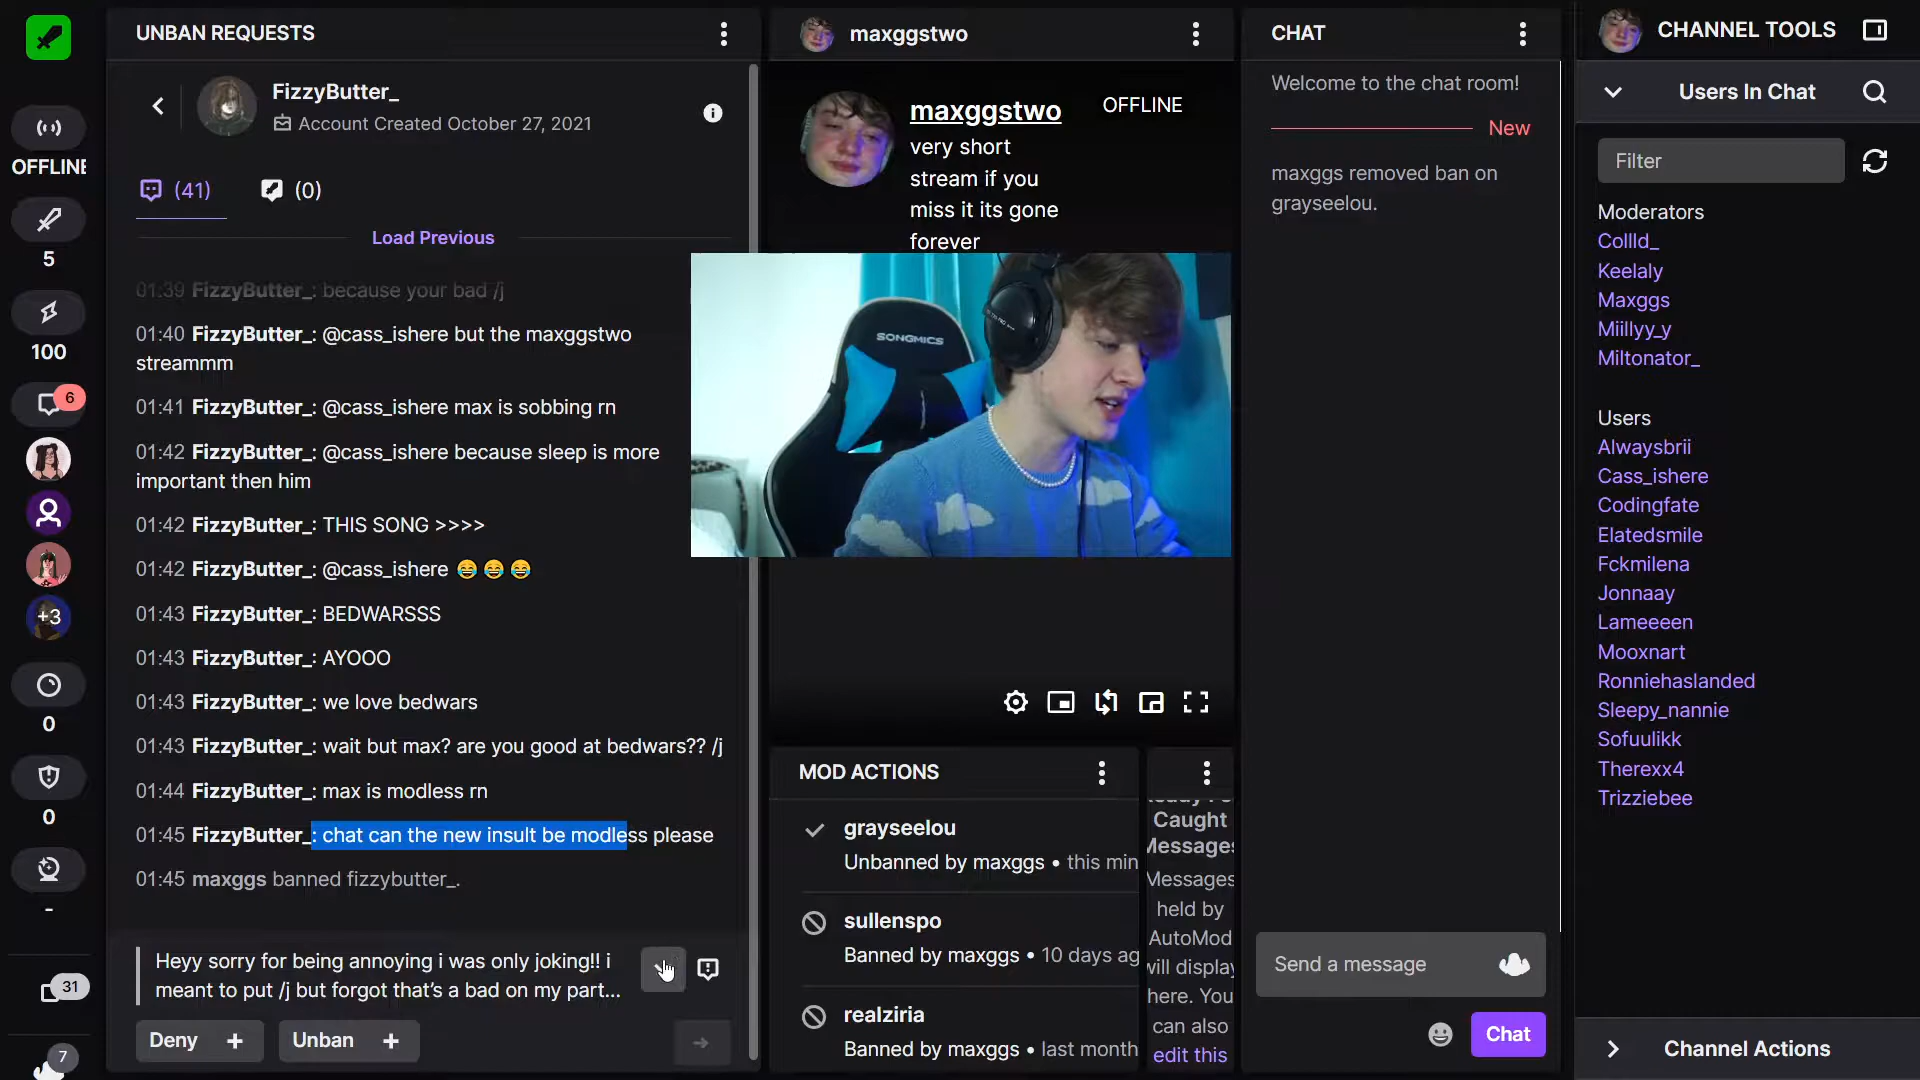 UNBAN REQUESTS
FizzyButter_
Account Created October 27, 2021
(41)
(0)
Load Previous
01:39 FizzyButter_: because your bad /j
01:40 FizzyButter_: @cass_ishere but the maxggstwo
streammm
01:41 FizzyButter_: @cass_ishere max is sobbing rn
01:42 FizzyButter_: @cass_ishere because sleep is more
important then him
01:42 FizzyButter_: THIS SONG >>>>
01:42 FizzyButter_: @cass_ishere 😂😂😂
01:43 FizzyButter_: BEDWARSSS
01:43 FizzyButter_: AYOOO
01:43 FizzyButter_: we love bedwars
01:43 FizzyButter_: wait but max? are you good at bedwars?? /j
01:44 FizzyButter_: max is modless rn
01:45 FizzyButter_: chat can the new insult be modless please
01:45 maxggs banned fizzybutter_.
Heyy sorry for being annoying i was only joking!! i
meant to put /j but forgot that's a bad on my part...
Deny +
Unban +
OFFLINE
5
100
6
+3
0
0
-
31
7
maxggstwo
maxggstwo
OFFLINE
very short
stream if you
miss it its gone
forever
SONGMICS
MOD ACTIONS
grayseelou
Unbanned by maxggs • this min
sullenspo
Banned by maxggs • 10 days ag
realziria
Banned by maxggs • last month
Caught
Messages
Messages
held by
AutoMod
will display
here. You
can also
edit this
CHAT
Welcome to the chat room!
New
maxggs removed ban on
grayseelou.
Send a message
Chat
CHANNEL TOOLS
Users In Chat
Filter
Moderators
Collld_
Keelaly
Maxggs
Miillyy_y
Miltonator_
Users
Alwaysbrii
Cass_ishere
Codingfate
Elatedsmile
Fckmilena
Jonnaay
Lameeeen
Mooxnart
Ronniehaslanded
Sleepy_nannie
Sofuulikk
Therexx4
Trizziebee
Channel Actions